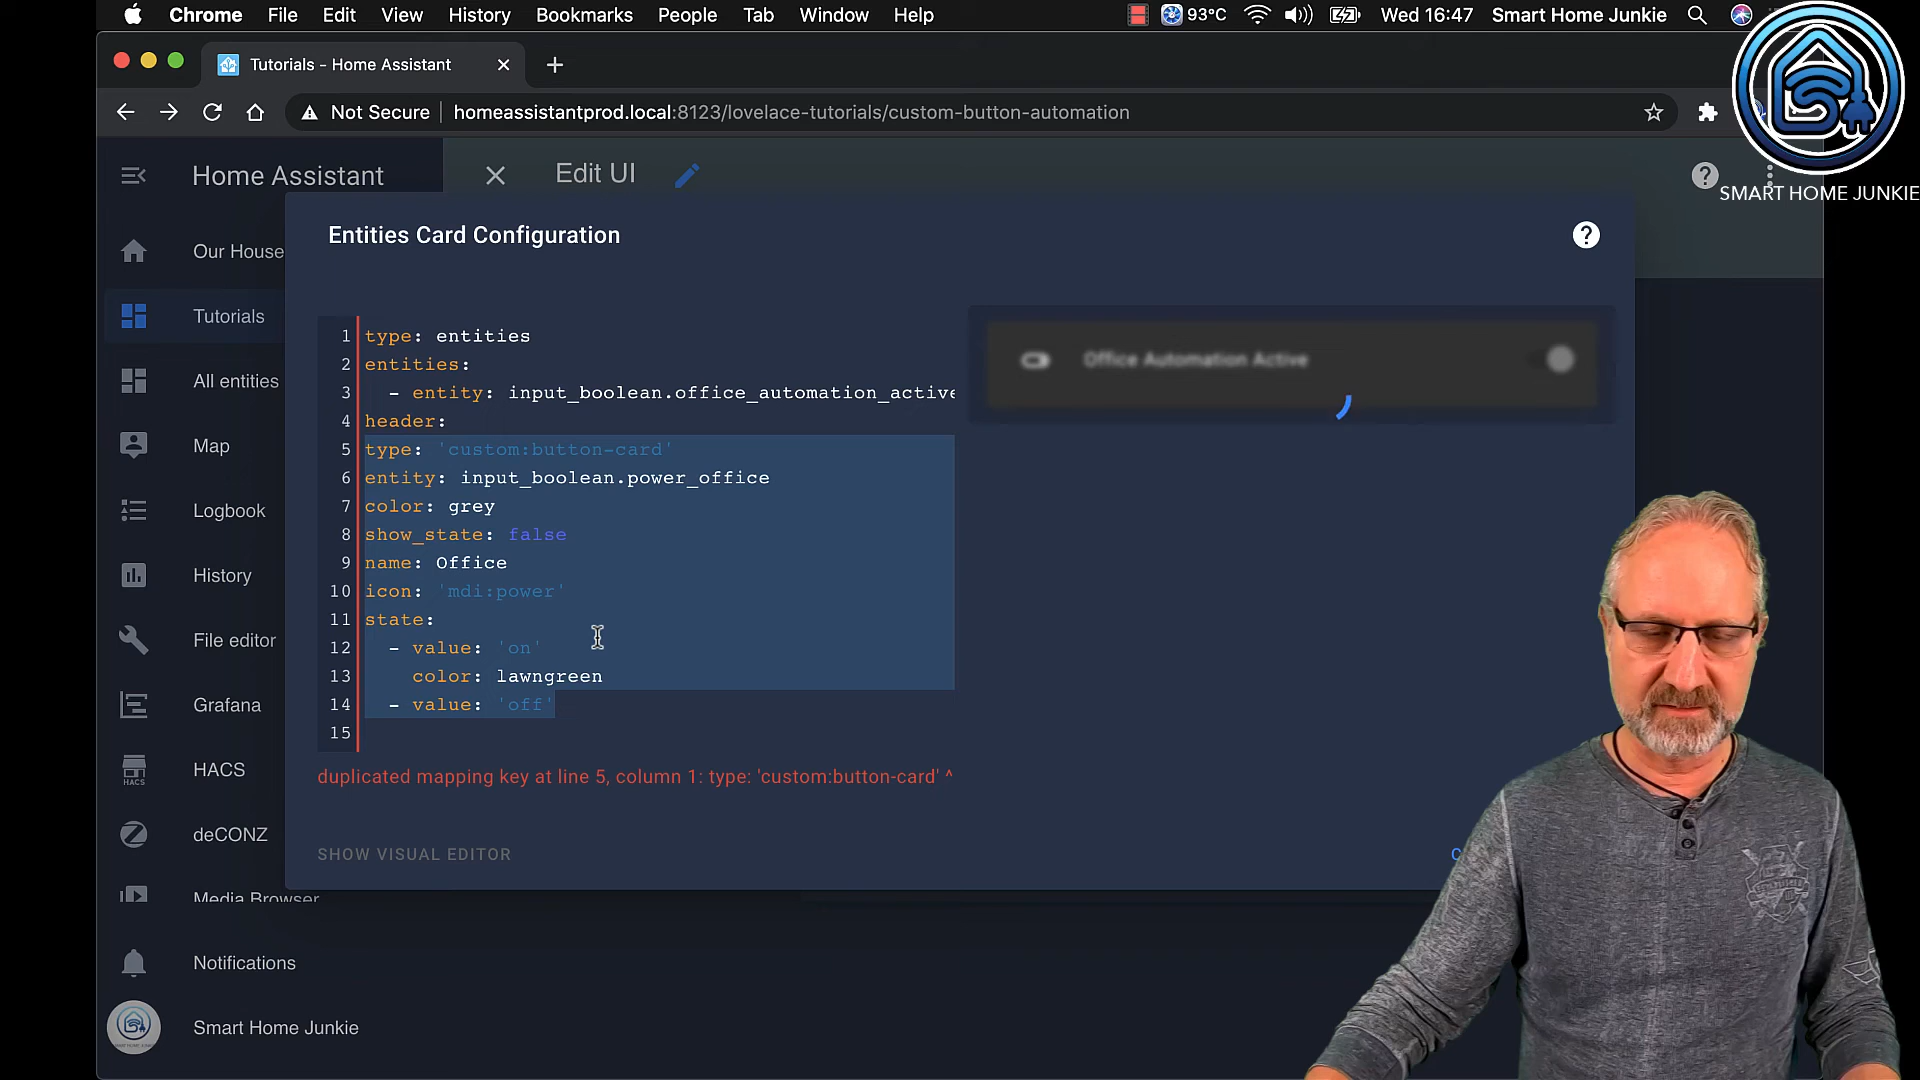 Chrome File Edit View History Bookmarks People Tab Window Help 93°C Wed 16:47 Smart Home Junkie
Tutorials - Home Assistant
Not Secure homeassistantprod.local:8123/lovelace-tutorials/custom-button-automation
SMART HOME JUNKIE
Home Assistant
Edit UI
Our House
Tutorials
All entities
Map
Logbook
History
File editor
Grafana
HACS
deCONZ
Media Browser
Notifications
Smart Home Junkie
Entities Card Configuration
1 type: entities
2 entities:
3 - entity: input_boolean.office_automation_active
4 header:
5 type: 'custom:button-card'
6 entity: input_boolean.power_office
7 color: grey
8 show_state: false
9 name: Office
10 icon: 'mdi:power'
11 state:
12 - value: 'on'
13 color: lawngreen
14 - value: 'off'
15
duplicated mapping key at line 5, column 1: type: 'custom:button-card' ^
SHOW VISUAL EDITOR
Office Automation Active